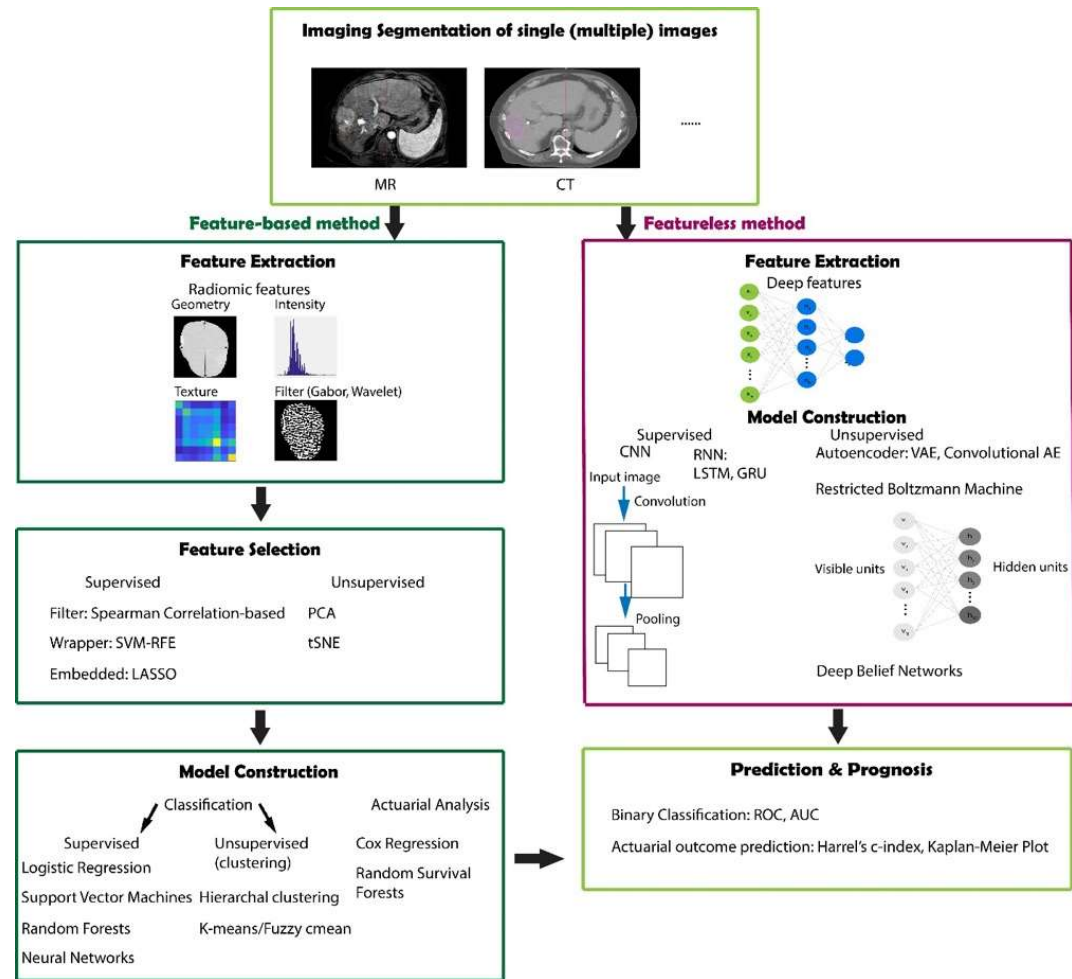 Imaging Segmentation of single (multiple) images
......
MR
CT
Feature-based method
Featureless method
Feature Extraction
Radiomic features
Geometry
Intensity
Texture
Filter (Gabor, Wavelet)
Feature Selection
Supervised
Unsupervised
Filter: Spearman Correlation-based
PCA
Wrapper: SVM-RFE
tSNE
Embedded: LASSO
Model Construction
Classification
Actuarial Analysis
Supervised
Unsupervised
(clustering)
Cox Regression
Logistic Regression
Random Survival
Forests
Support Vector Machines
Hierarchal clustering
Random Forests
K-means/Fuzzy cmean
Neural Networks
Feature Extraction
Deep features
Model Construction
Supervised
Unsupervised
CNN
RNN:
LSTM, GRU
Autoencoder: VAE, Convolutional AE
Input image
Convolution
Restricted Boltzmann Machine
Visible units
Hidden units
Pooling
Deep Belief Networks
Prediction & Prognosis
Binary Classification: ROC, AUC
Actuarial outcome prediction: Harrel's c-index, Kaplan-Meier Plot